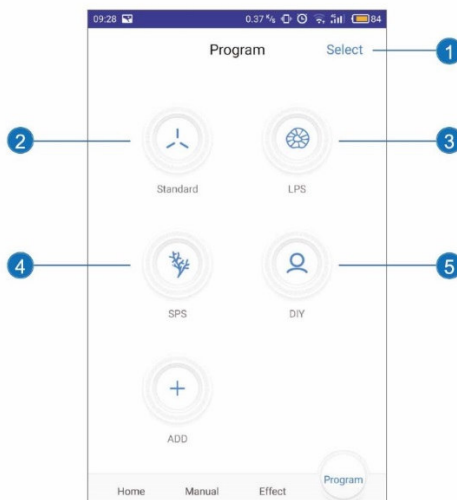 09:28 0.37 K/s 4G 84
Program Select
1
2
3
Standard LPS
4
5
SPS DIY
ADD
Home Manual Effect Program